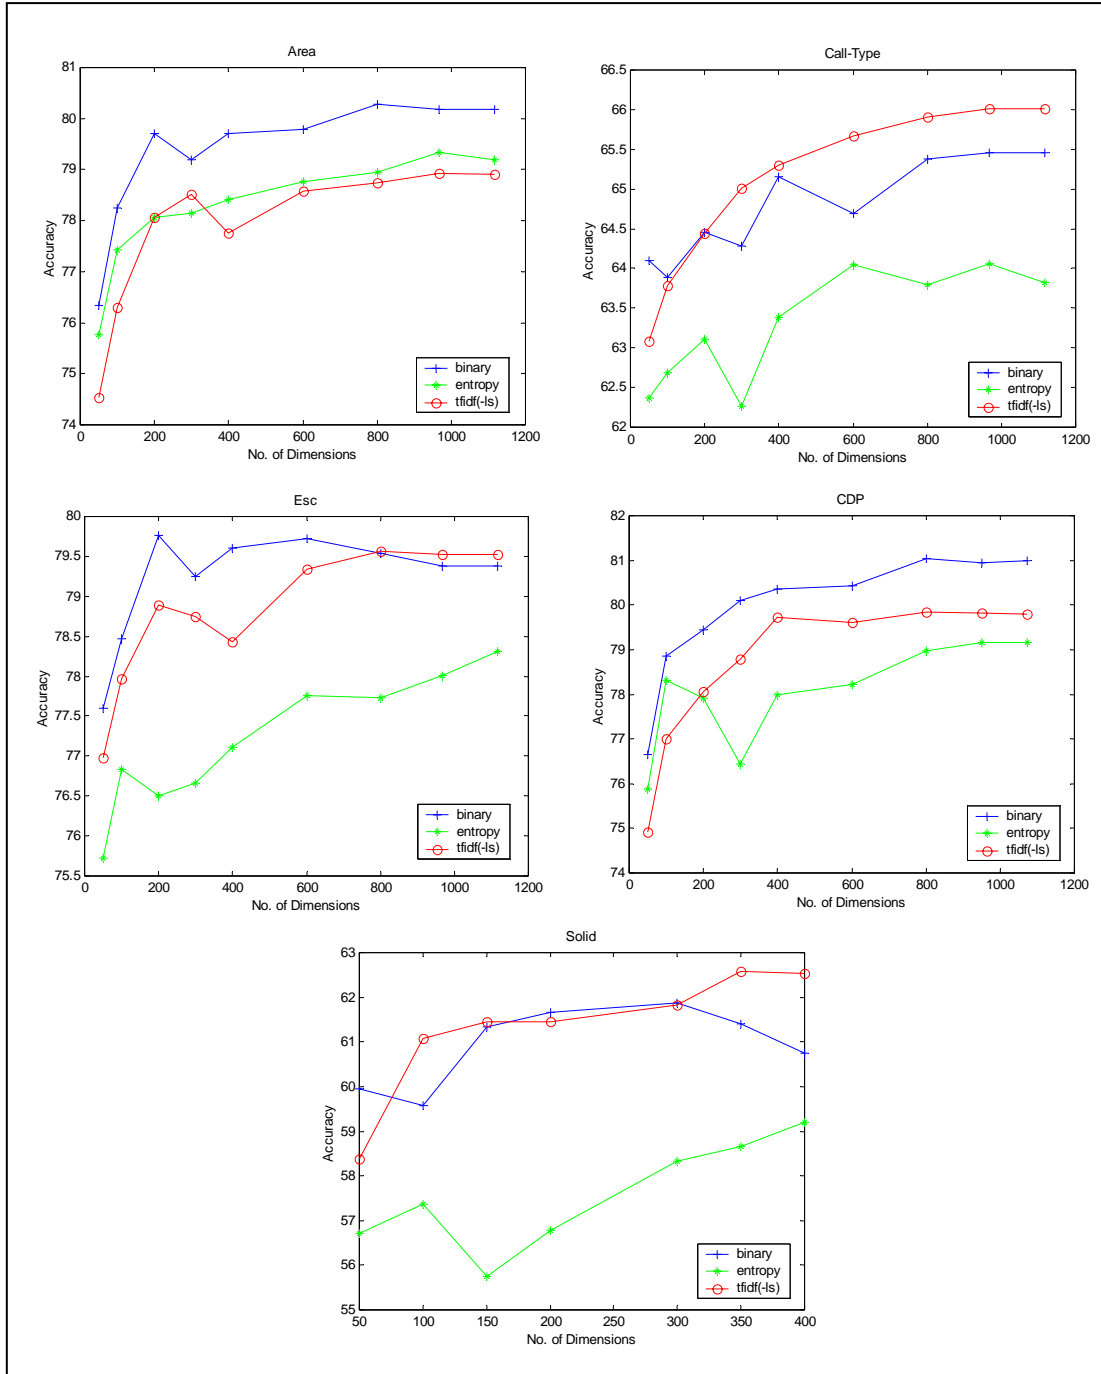 Area
81
80
79
78
77
76
75
74
Accuracy
0 200 400 600 800 1000 1200
No. of Dimensions
binary
entropy
tfidf(-ls)
Call-Type
66.5
66
65.5
65
64.5
64
63.5
63
62.5
62
Accuracy
0 200 400 600 800 1000 1200
No. of Dimensions
binary
entropy
tfidf(-ls)
Esc
80
79.5
79
78.5
78
77.5
77
76.5
76
75.5
Accuracy
0 200 400 600 800 1000 1200
No. of Dimensions
binary
entropy
tfidf(-ls)
CDP
82
81
80
79
78
77
76
75
74
Accuracy
0 200 400 600 800 1000 1200
No. of Dimensions
binary
entropy
tfidf(-ls)
Solid
63
62
61
60
59
58
57
56
55
Accuracy
50 100 150 200 250 300 350 400
No. of Dimensions
binary
entropy
tfidf(-ls)